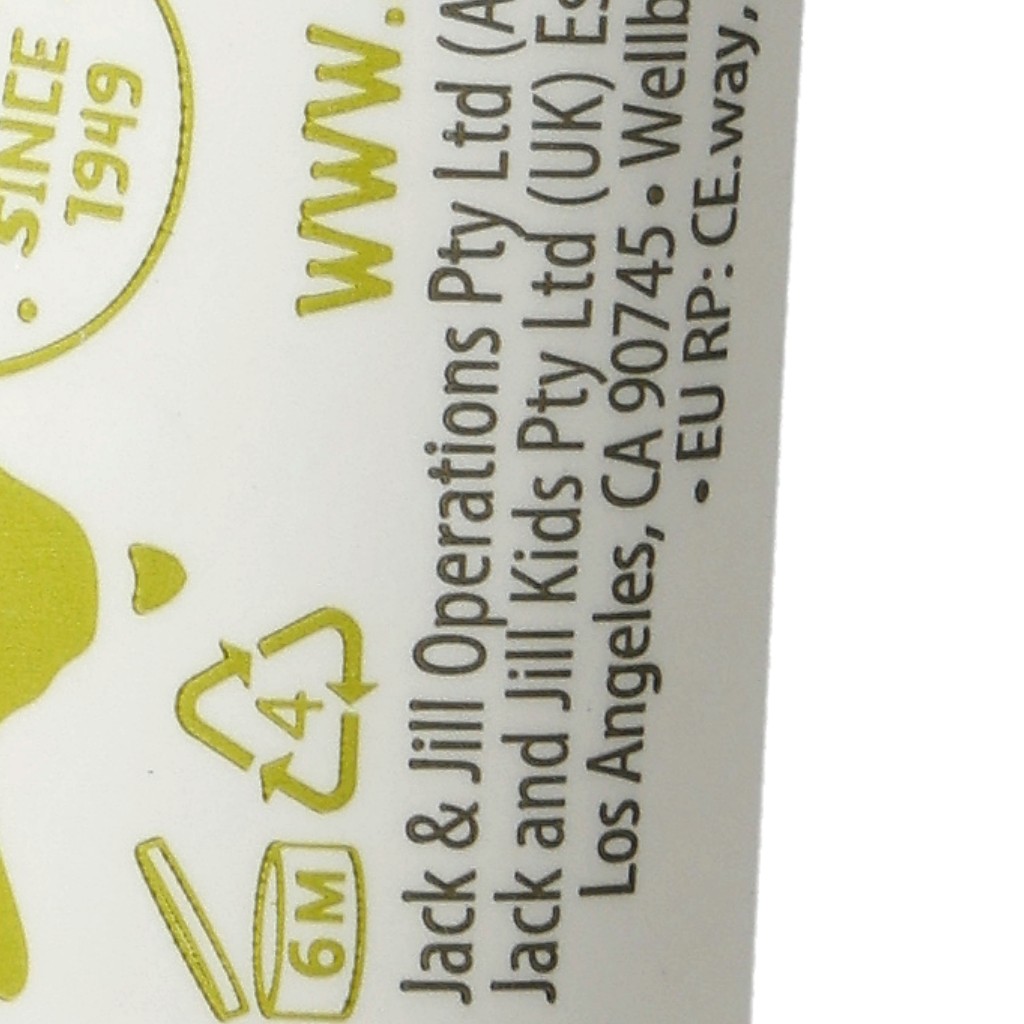 SINCE
1949
www.
4
6M
Jack & Jill Operations Pty Ltd (A
Jack and Jill Kids Pty Ltd (UK) Es
Los Angeles, CA 90745 • Wellb
• EU RP: CE.way,